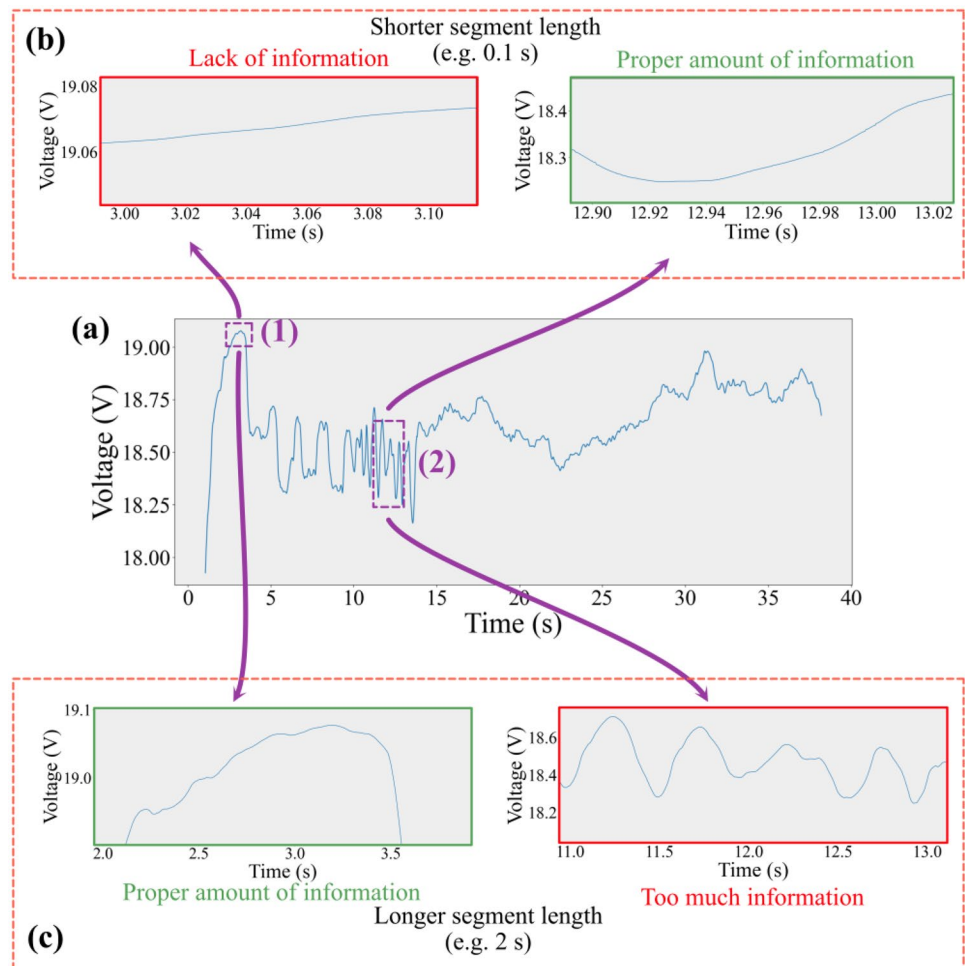 (b)
Shorter segment length
(e.g. 0.1 s)
Lack of information
Proper amount of information
Voltage (V)
19.08
19.06
3.00 3.02 3.04 3.06 3.08 3.10
Time (s)
Voltage (V)
18.4
18.3
12.90 12.92 12.94 12.96 12.98 13.00 13.02
Time (s)
(a)
(1)
(2)
Voltage (V)
19.00
18.75
18.50
18.25
18.00
0 5 10 15 20 25 30 35 40
Time (s)
Voltage (V)
19.1
19.0
2.0 2.5 3.0 3.5
Time (s)
Proper amount of information
Voltage (V)
18.6
18.4
18.2
11.0 11.5 12.0 12.5 13.0
Time (s)
Too much information
Longer segment length
(e.g. 2 s)
(c)